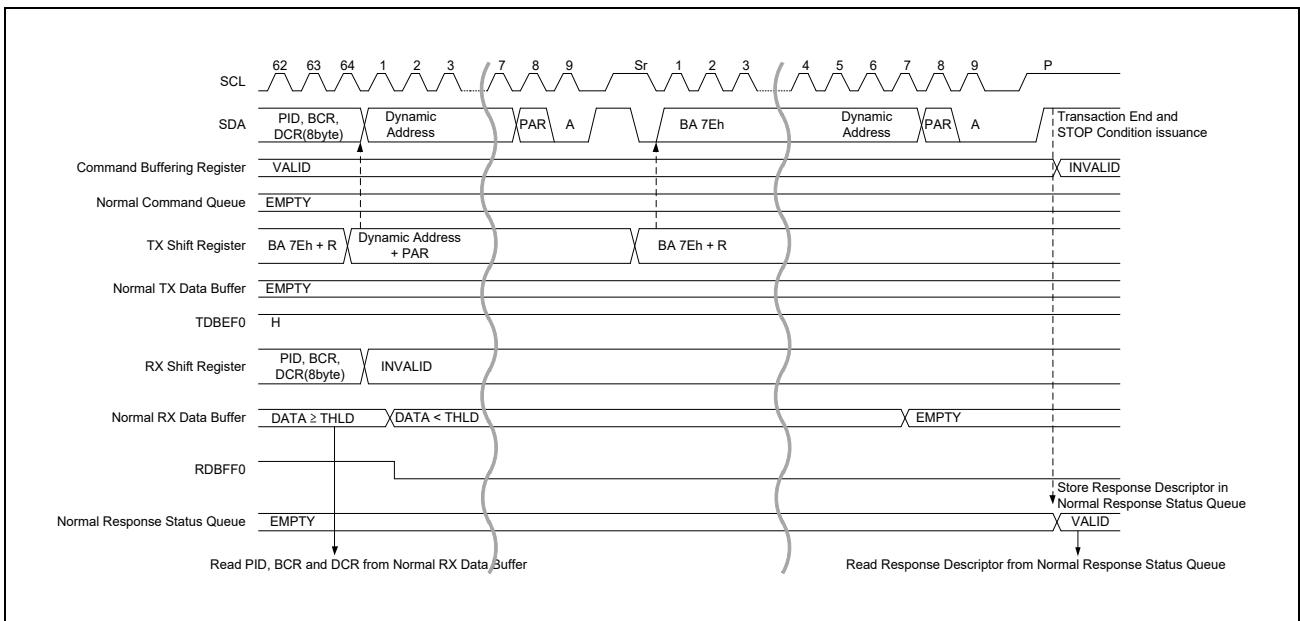 62 63 64 1 2 3 7 8 9 Sr 1 2 3 4 5 6 7 8 9 P
SCL
SDA
PID, BCR,
DCR(8byte)
Dynamic
Address
PAR
A
BA 7Eh
Dynamic
Address
PAR
A
Transaction End and
STOP Condition issuance
Command Buffering Register
VALID
INVALID
Normal Command Queue
EMPTY
TX Shift Register
BA 7Eh + R
Dynamic Address
+ PAR
BA 7Eh + R
Normal TX Data Buffer
EMPTY
TDBEF0
H
RX Shift Register
PID, BCR,
DCR(8byte)
INVALID
Normal RX Data Buffer
DATA ≥ THLD
DATA < THLD
EMPTY
RDBFF0
Store Response Descriptor in
Normal Response Status Queue
Normal Response Status Queue
EMPTY
VALID
Read PID, BCR and DCR from Normal RX Data Buffer
Read Response Descriptor from Normal Response Status Queue